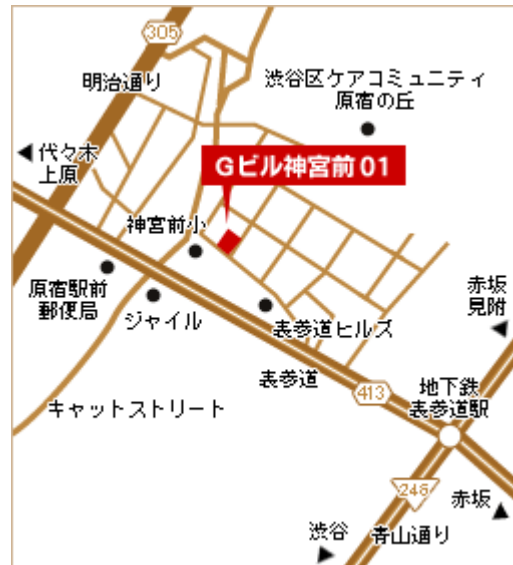 305
明治通り
渋谷区ケアコミュニティ
原宿の丘
代々木
上原
Gビル神宮前 01
神宮前小
原宿駅前
郵便局
ジャイル
表参道ヒルズ
赤坂
見附
表参道
地下鉄
表参道駅
413
キャットストリート
246
赤坂
渋谷
青山通り